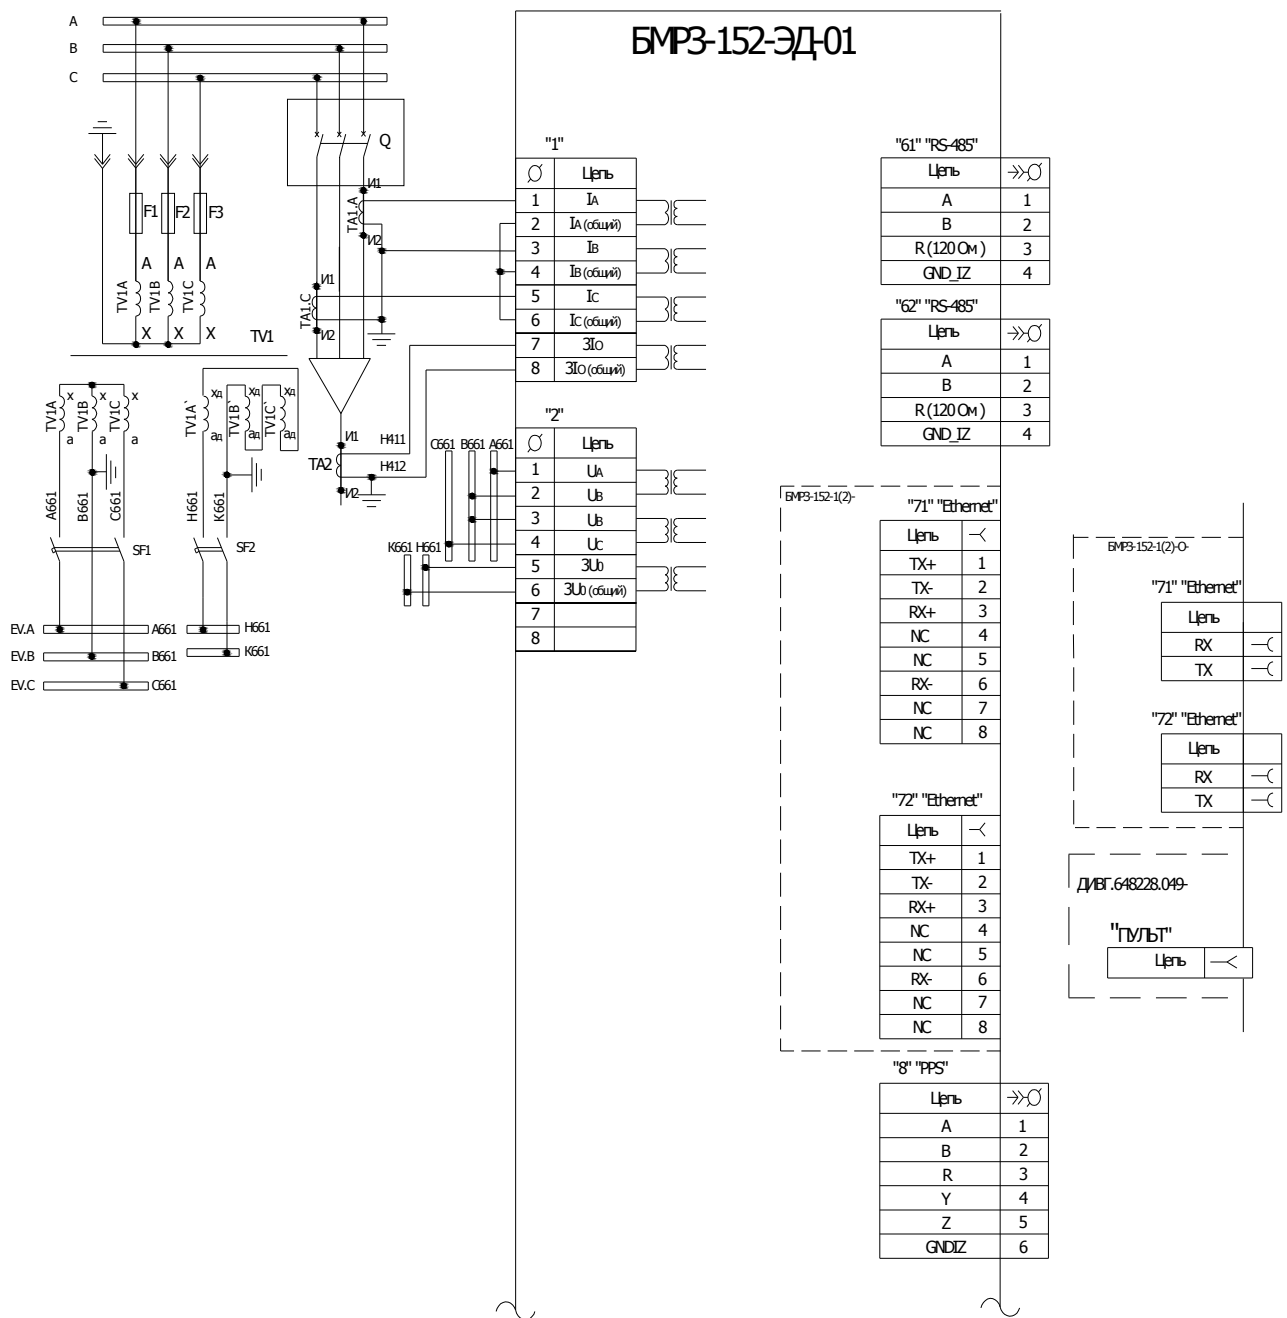 БМРЗ-152-ЭД-01
A
B
C
Q
F1 F2 F3
A A A
TV1A TV1B TV1C
X X X
TV1
И1
TA1.A
И2
И1
TA1.C
И2
"1"
Цепь
1 IA
2 IA (общий)
3 IB
4 IB (общий)
5 IC
6 IC (общий)
7 3IO
8 3IO (общий)
TV1A TV1B TV1C
x x x
a a a
TV1A` TV1B` TV1C`
xд xд xд
aд aд aд
A661 B661 C661
H661 K661
SF1
SF2
EV.A A661
EV.B B661
EV.C C661
H661
K661
И1
TA2
И2
H411
H412
"2"
C661 B661 A661
K661 H661
Цепь
1 UA
2 UB
3 UB
4 UC
5 3U0
6 3U0 (общий)
7
8
"61" "RS-485"
Цепь
A 1
B 2
R (120 Ом ) 3
GND_IZ 4
"62" "RS-485"
Цепь
A 1
B 2
R (120 Ом ) 3
GND_IZ 4
БМРЗ-152-1(2)-
"71" "Ethernet"
Цепь
TX+ 1
TX- 2
RX+ 3
NC 4
NC 5
RX- 6
NC 7
NC 8
"72" "Ethernet"
Цепь
TX+ 1
TX- 2
RX+ 3
NC 4
NC 5
RX- 6
NC 7
NC 8
"8" "PPS"
Цепь
A 1
B 2
R 3
Y 4
Z 5
GNDIZ 6
БМРЗ-152-1(2)-О-
"71" "Ethernet"
Цепь
RX
TX
"72" "Ethernet"
Цепь
RX
TX
ДИВГ.648228.049-
"ПУЛЬТ"
Цепь